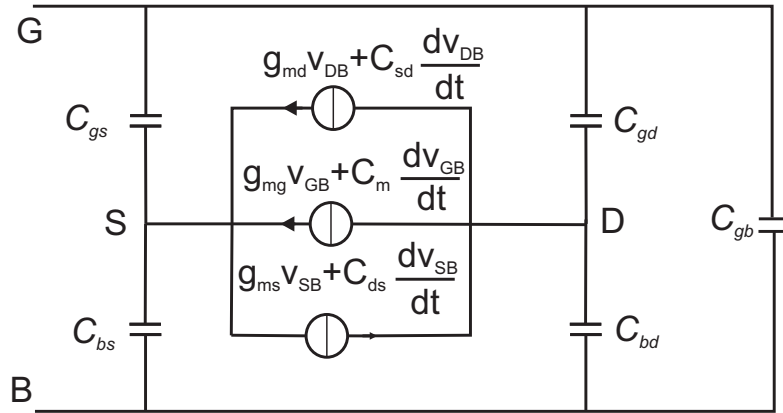 G
g_md v_DB + C_sd dv_DB/dt
C_gs
C_gd
g_mg v_GB + C_m dv_GB/dt
S
D
C_gb
g_ms v_SB + C_ds dv_SB/dt
C_bs
C_bd
B